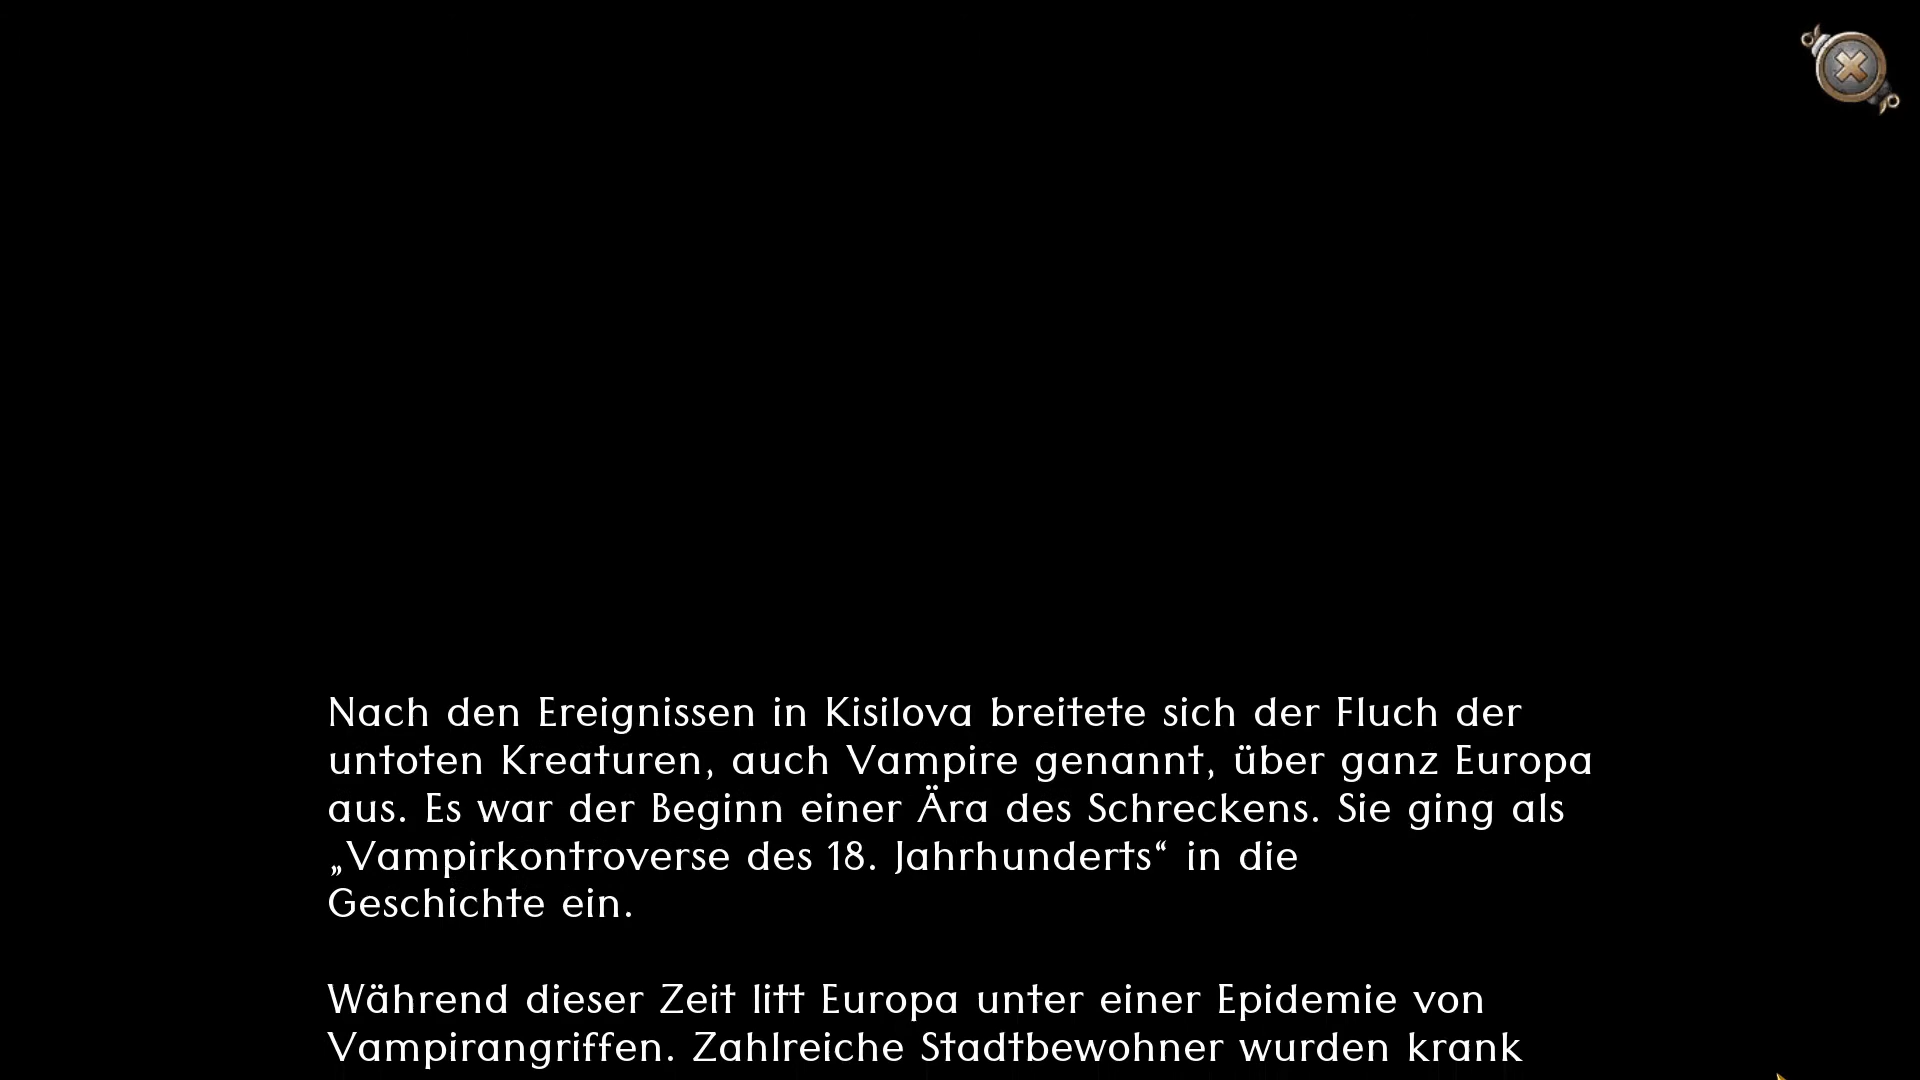 Nach den Ereignissen in Kisilova breitete sich der Fluch der
untoten Kreaturen, auch Vampire genannt, über ganz Europa
aus. Es war der Beginn einer Ära des Schreckens. Sie ging als
„Vampirkontroverse des 18. Jahrhunderts“ in die
Geschichte ein.
Während dieser Zeit litt Europa unter einer Epidemie von
Vampirangriffen. Zahlreiche Stadtbewohner wurden krank